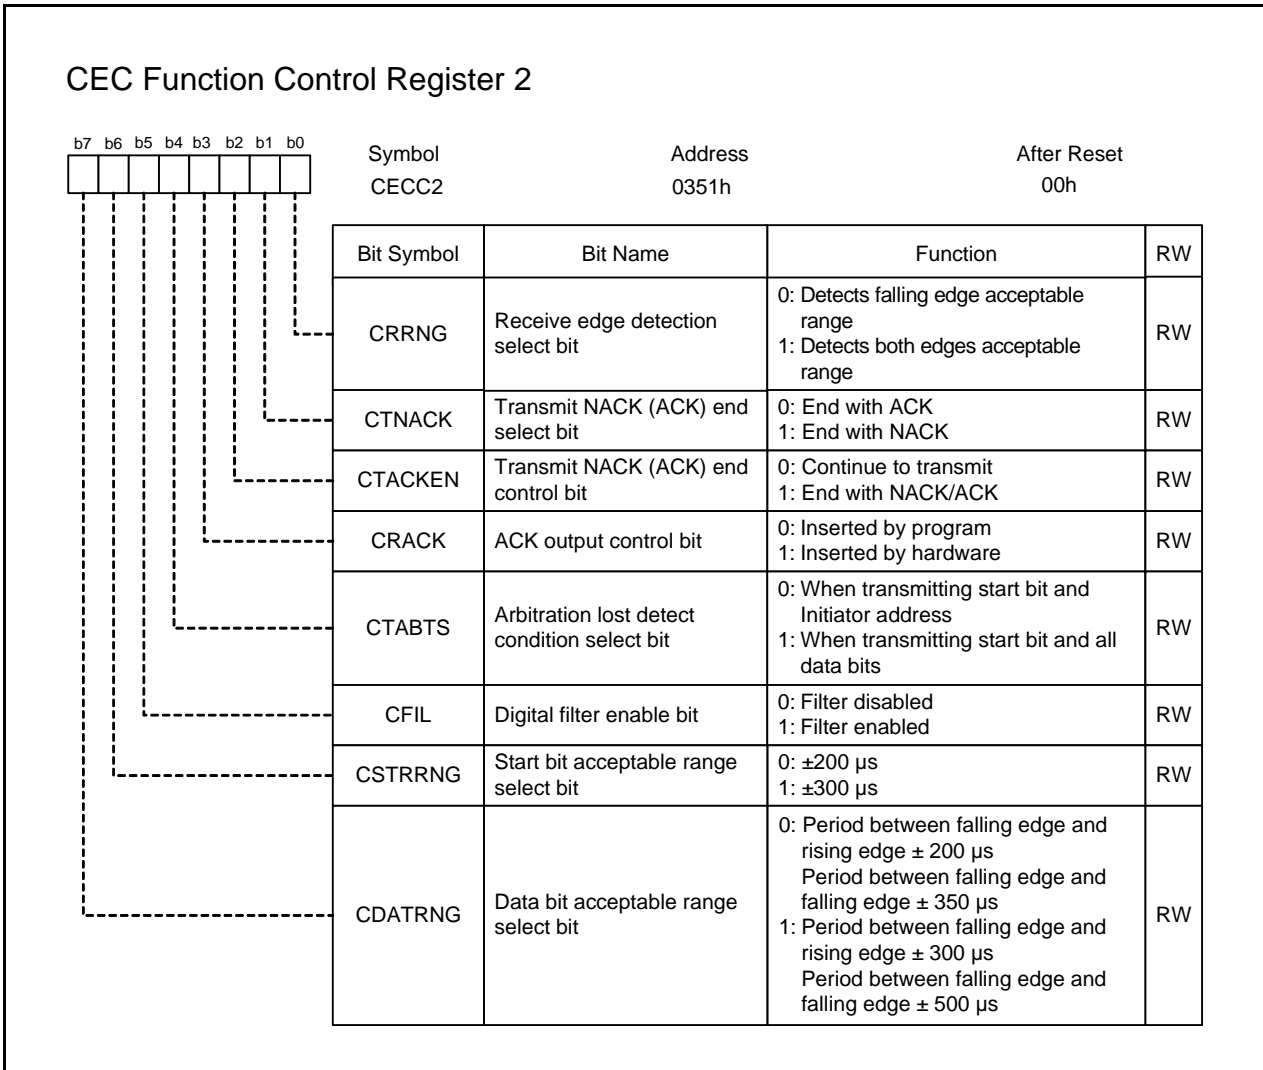 CEC Function Control Register 2
b7 b6 b5 b4 b3 b2 b1 b0
Symbol Address After Reset
CECC2 0351h 00h
Bit Symbol Bit Name Function RW
CRRNG
Receive edge detection
select bit
0: Detects falling edge acceptable
range
1: Detects both edges acceptable
range
RW
CTNACK
Transmit NACK (ACK) end
select bit
0: End with ACK
1: End with NACK
RW
CTACKEN
Transmit NACK (ACK) end
control bit
0: Continue to transmit
1: End with NACK/ACK
RW
CRACK
ACK output control bit
0: Inserted by program
1: Inserted by hardware
RW
CTABTS
Arbitration lost detect
condition select bit
0: When transmitting start bit and
Initiator address
1: When transmitting start bit and all
data bits
RW
CFIL
Digital filter enable bit
0: Filter disabled
1: Filter enabled
RW
CSTRRNG
Start bit acceptable range
select bit
0: ±200 µs
1: ±300 µs
RW
CDATRNG
Data bit acceptable range
select bit
0: Period between falling edge and
rising edge ± 200 µs
Period between falling edge and
falling edge ± 350 µs
1: Period between falling edge and
rising edge ± 300 µs
Period between falling edge and
falling edge ± 500 µs
RW